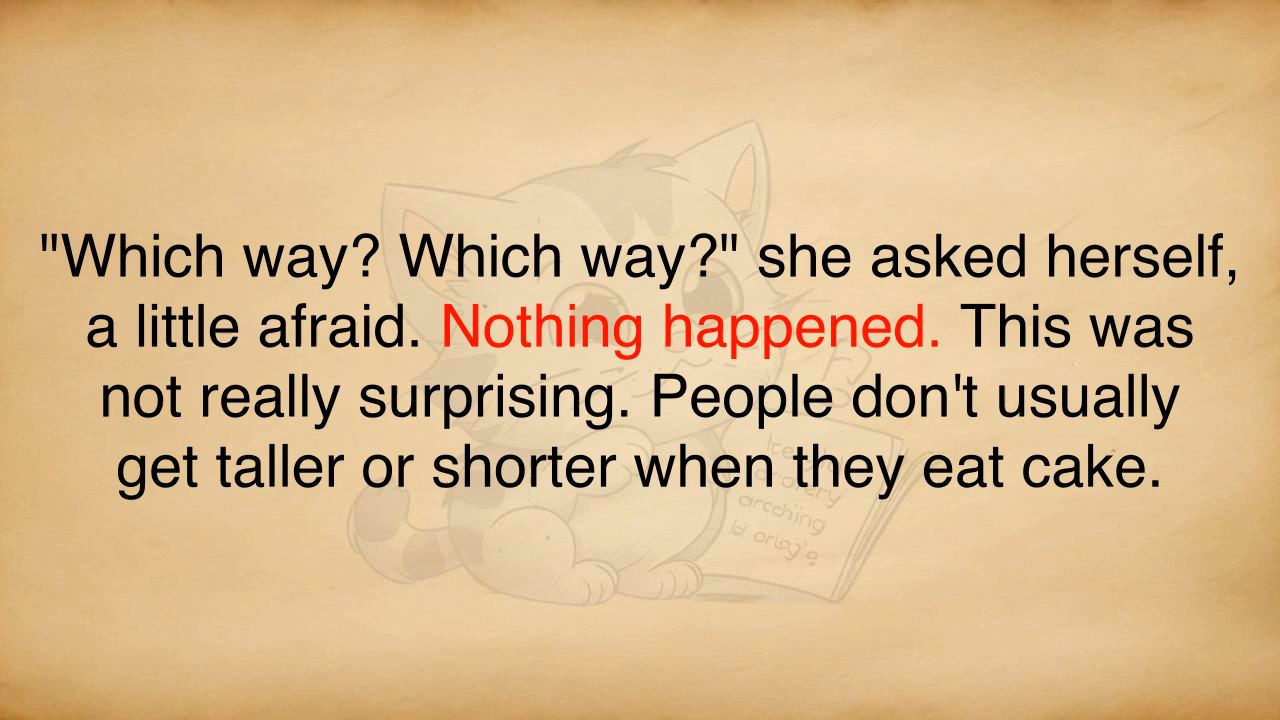 "Which way? Which way?" she asked herself,
a little afraid. Nothing happened. This was
not really surprising. People don't usually
get taller or shorter when they eat cake.